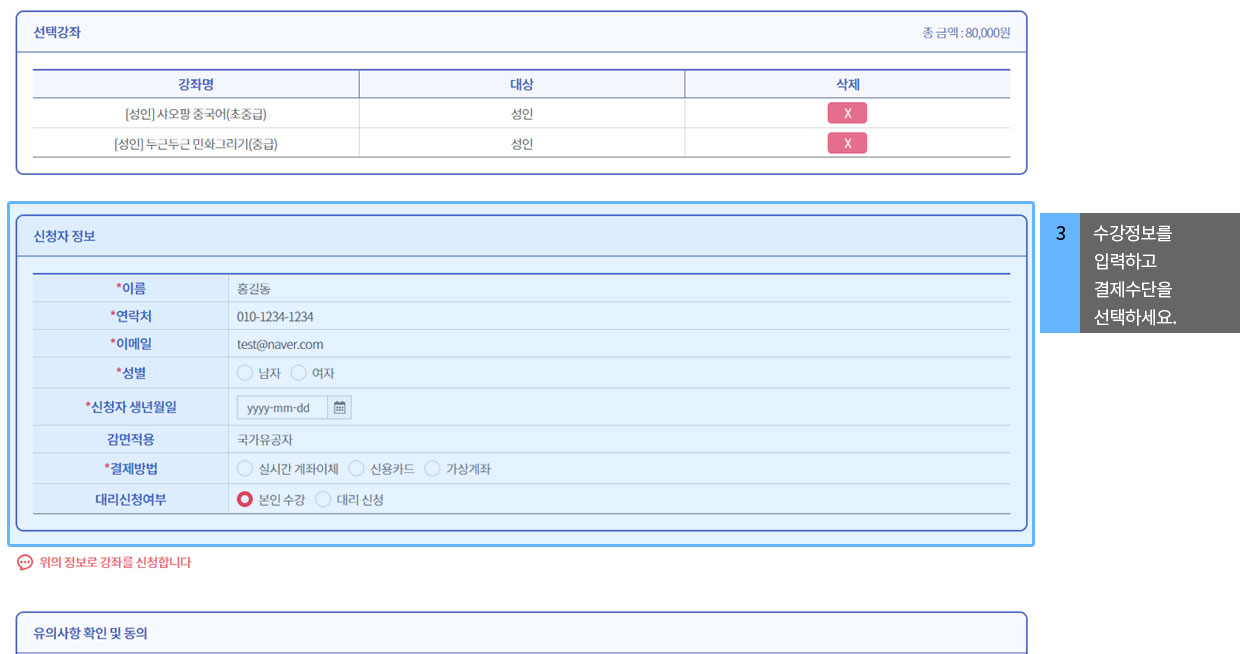 선택강좌 총 금액 : 80,000원
강좌명 대상 삭제
[성인] 샤오팡 중국어(초중급) 성인 X
[성인] 두근두근 민화그리기(중급) 성인 X
신청자 정보
*이름 홍길동
*연락처 010-1234-1234
*이메일 test@naver.com
*성별 남자 여자
*신청자 생년월일 yyyy-mm-dd
감면적용 국가유공자
*결제방법 실시간 계좌이체 신용카드 가상계좌
대리신청여부 본인 수강 대리 신청
3 수강정보를
입력하고
결제수단을
선택하세요.
위의 정보로 강좌를 신청합니다
유의사항 확인 및 동의